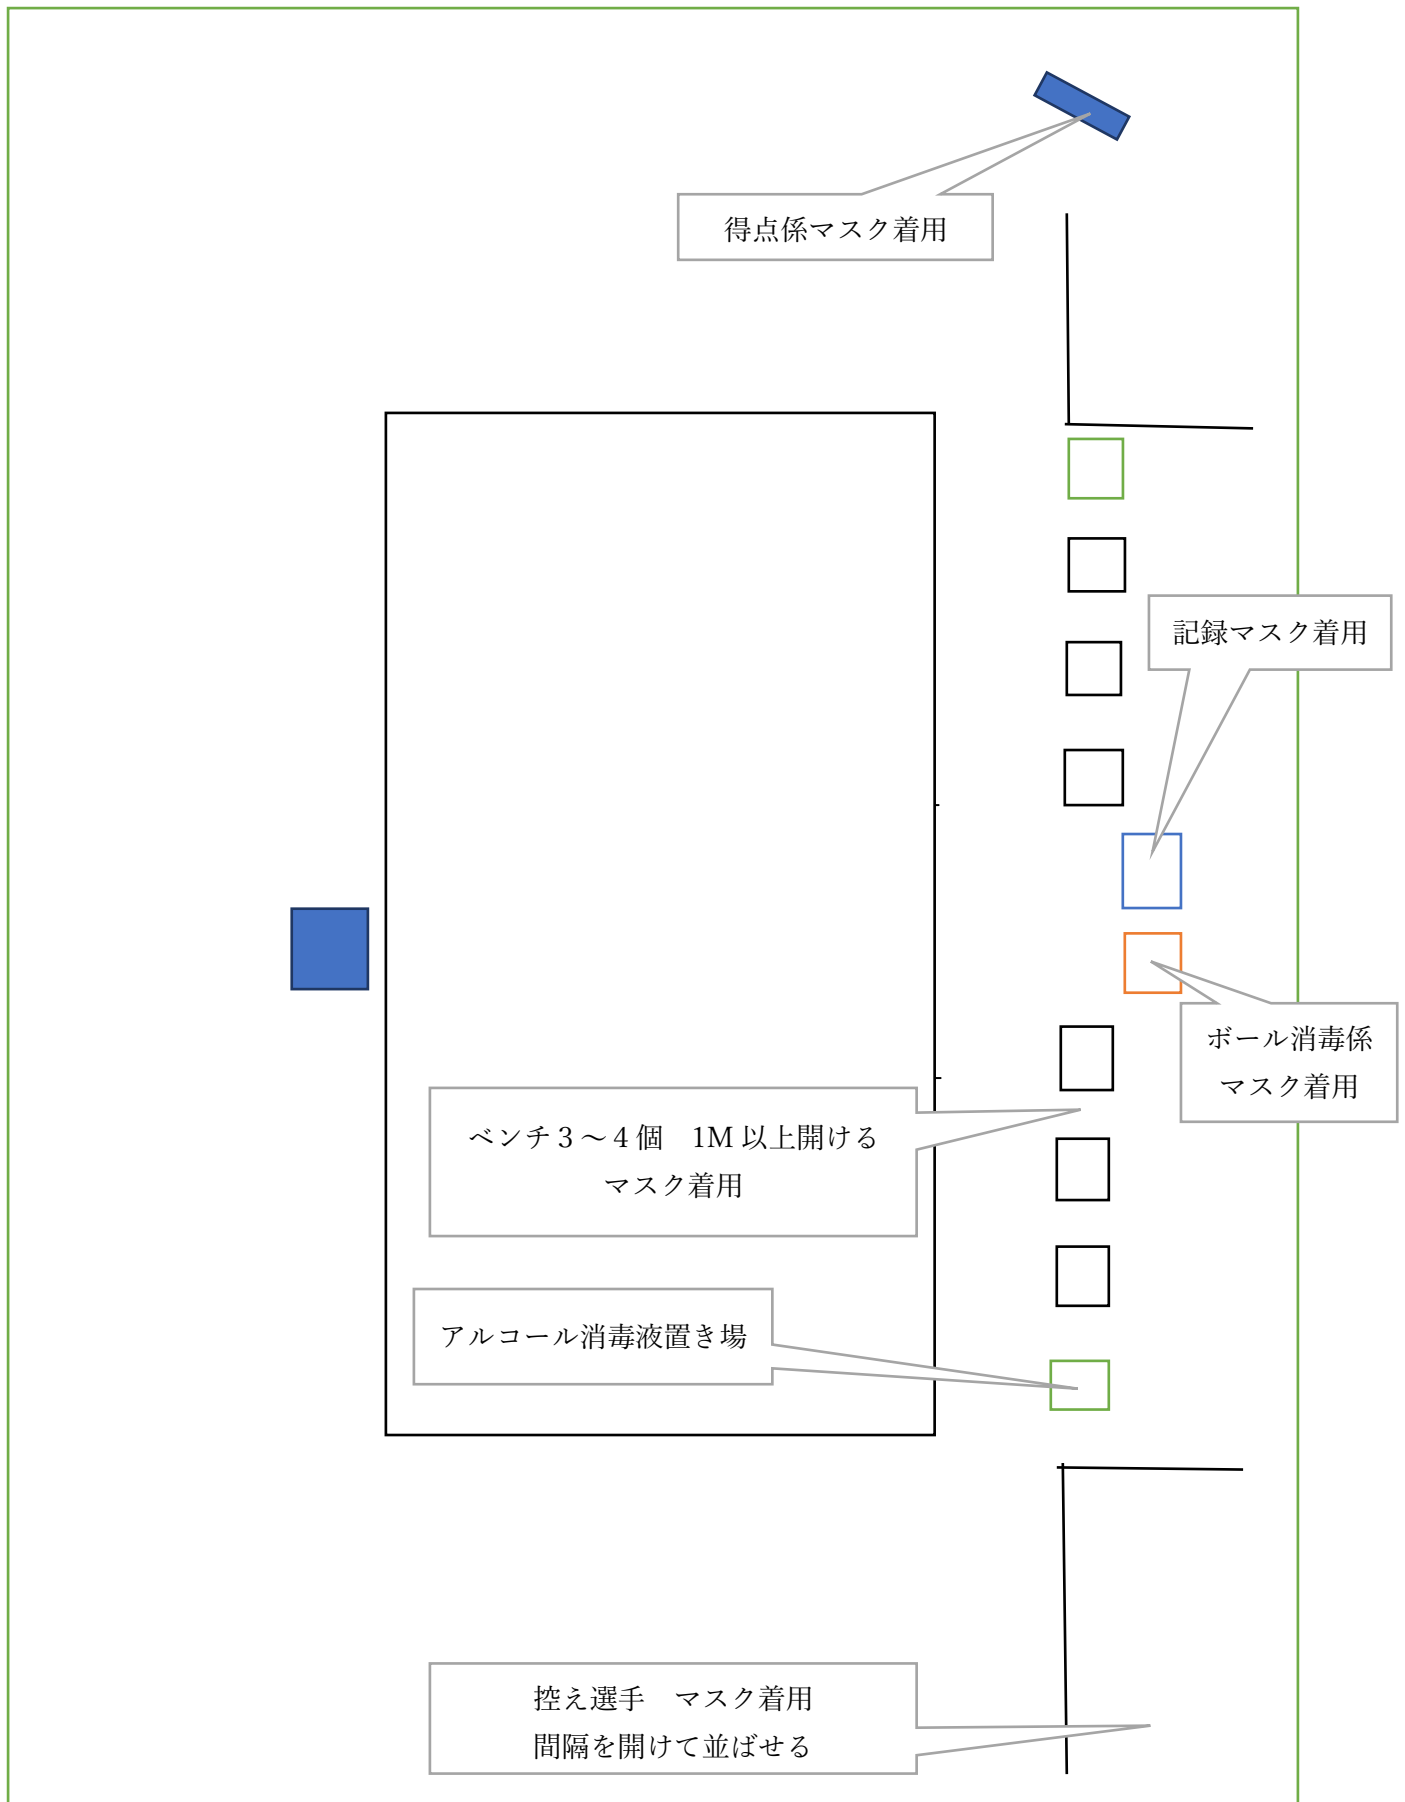 得点係マスク着用
記録マスク着用
ボール消毒係
マスク着用
ベンチ３～４個　1M 以上開ける
マスク着用
アルコール消毒液置き場
控え選手　マスク着用
間隔を開けて並ばせる